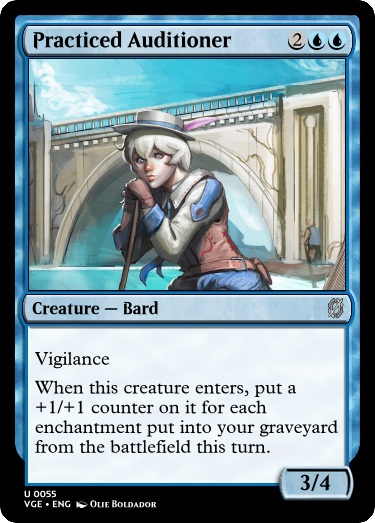 Practiced Auditioner 2
Creature — Bard
Vigilance
When this creature enters, put a
+1/+1 counter on it for each
enchantment put into your graveyard
from the battlefield this turn.
3/4
U 0055
VGE • ENG Olie Boldador